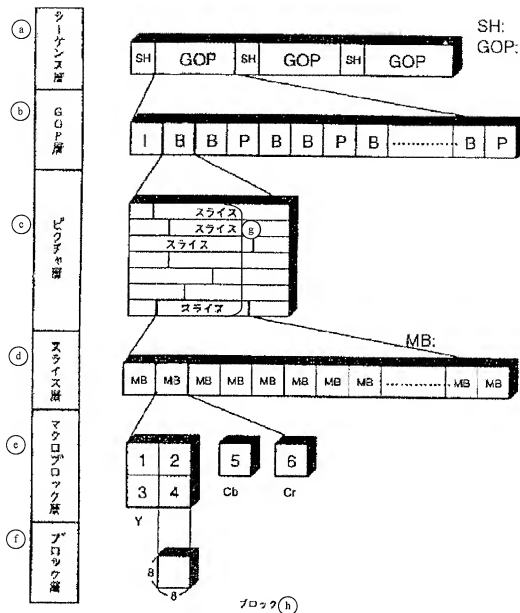 ⓐ シーケンス層
SH GOP SH GOP SH GOP
SH:
GOP:
ⓑ GOP層
I B B P B B P B ............ B P
ⓒ ピクチャ層
スライス
スライス ⓖ
スライス
スライス
MB:
ⓓ スライス層
MB MB MB MB MB MB MB MB ............ MB MB
ⓔ マクロブロック層
1 2
3 4
5
6
Y
Cb
Cr
ⓕ ブロック層
8
8
ブロック ⓗ